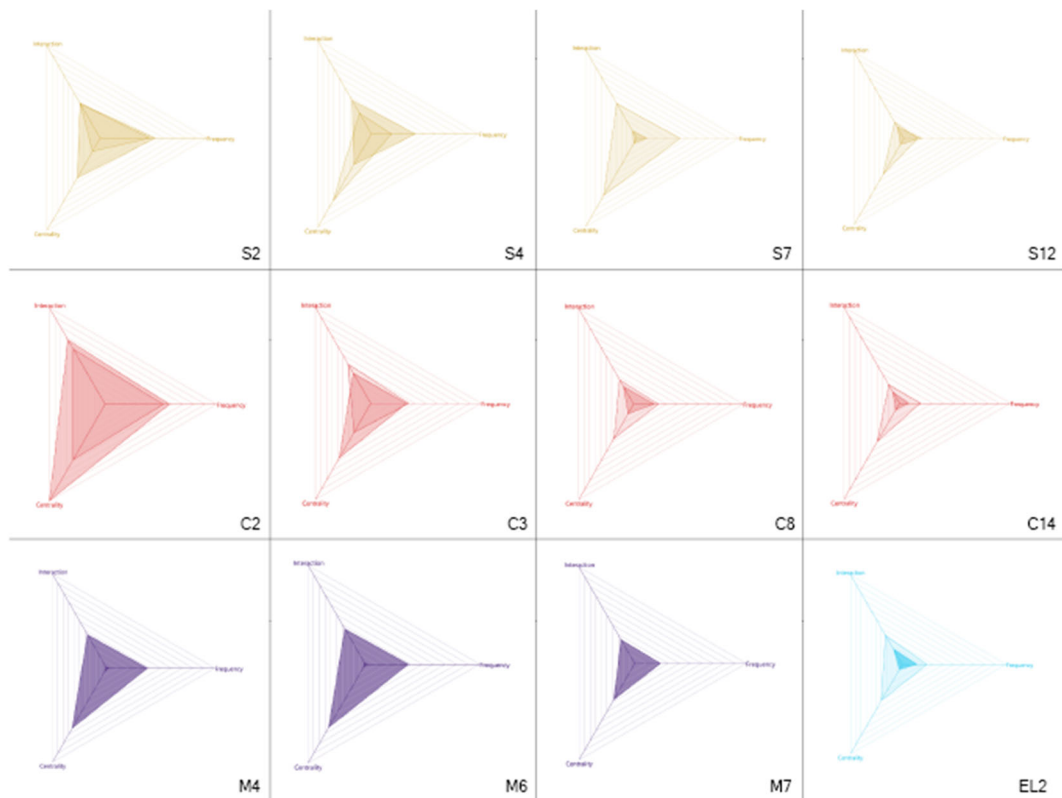 Interaction
Frequency
Centrality
S2
Interaction
Frequency
Centrality
S4
Interaction
Frequency
Centrality
S7
Interaction
Frequency
Centrality
S12
Interaction
Frequency
Centrality
C2
Interaction
Frequency
Centrality
C3
Interaction
Frequency
Centrality
C8
Interaction
Frequency
Centrality
C14
Interaction
Frequency
Centrality
M4
Interaction
Frequency
Centrality
M6
Interaction
Frequency
Centrality
M7
Interaction
Frequency
Centrality
EL2